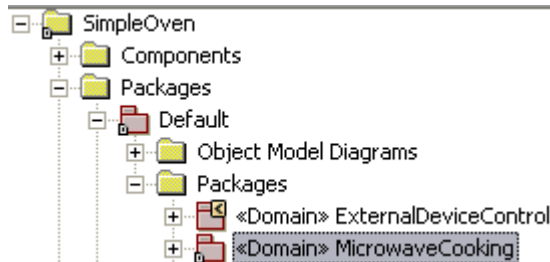 SimpleOven
Components
Packages
Default
Object Model Diagrams
Packages
«Domain» ExternalDeviceControl
«Domain» MicrowaveCooking